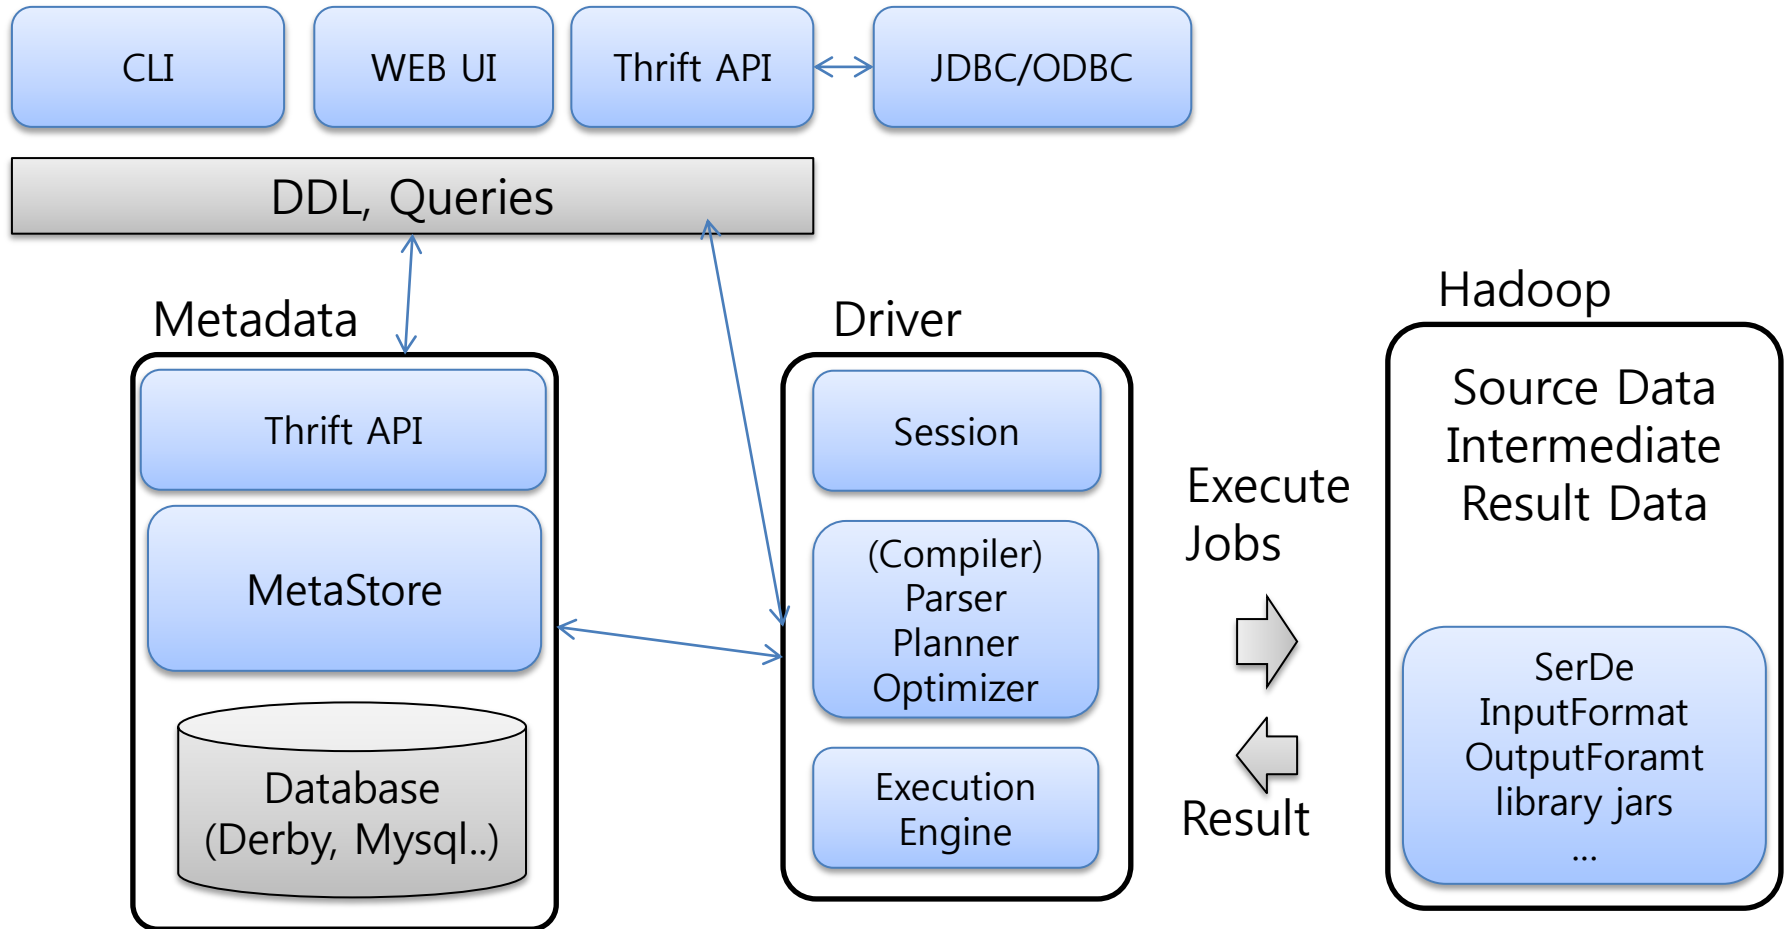 CLI
WEB UI
Thrift API
JDBC/ODBC
DDL, Queries
Metadata
Thrift API
MetaStore
Database
(Derby, Mysql..)
Driver
Session
(Compiler)
Parser
Planner
Optimizer
Execution
Engine
Execute
Jobs
Result
Hadoop
Source Data
Intermediate
Result Data
SerDe
InputFormat
OutputForamt
library jars
...